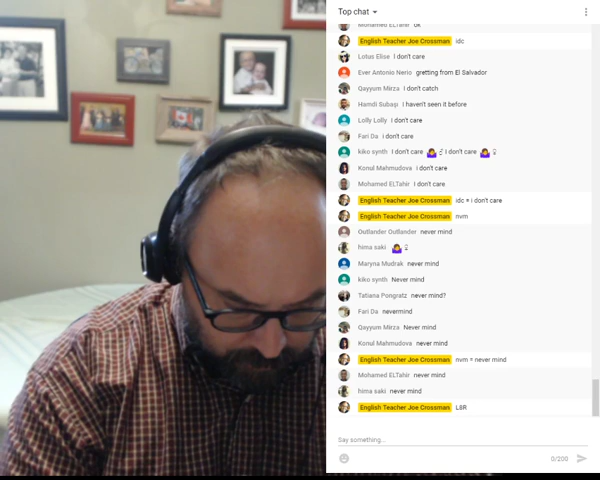 Top chat
Mohamed ELTahir ok
English Teacher Joe Crossman idc
Lotus Elise I don't care
Ever Antonio Nerio gretting from El Salvador
Qayyum Mirza I don't catch
Hamdi Subaşı I haven't seen it before
Lolly Lolly i don't care
Fari Da i don't care
kiko synth I don't care I don't care
Konul Mahmudova i don't care
Mohamed ELTahir I don't care
English Teacher Joe Crossman idc = i don't care
English Teacher Joe Crossman nvm
Outlander Outlander never mind
hima saki
Maryna Mudrak never mind
kiko synth Never mind
Tatiana Pongratz never mind?
Fari Da nevermind
Qayyum Mirza Never mind
Konul Mahmudova never mind
English Teacher Joe Crossman nvm = never mind
Mohamed ELTahir never mind
hima saki never mind
English Teacher Joe Crossman L8R
Say something...
0/200